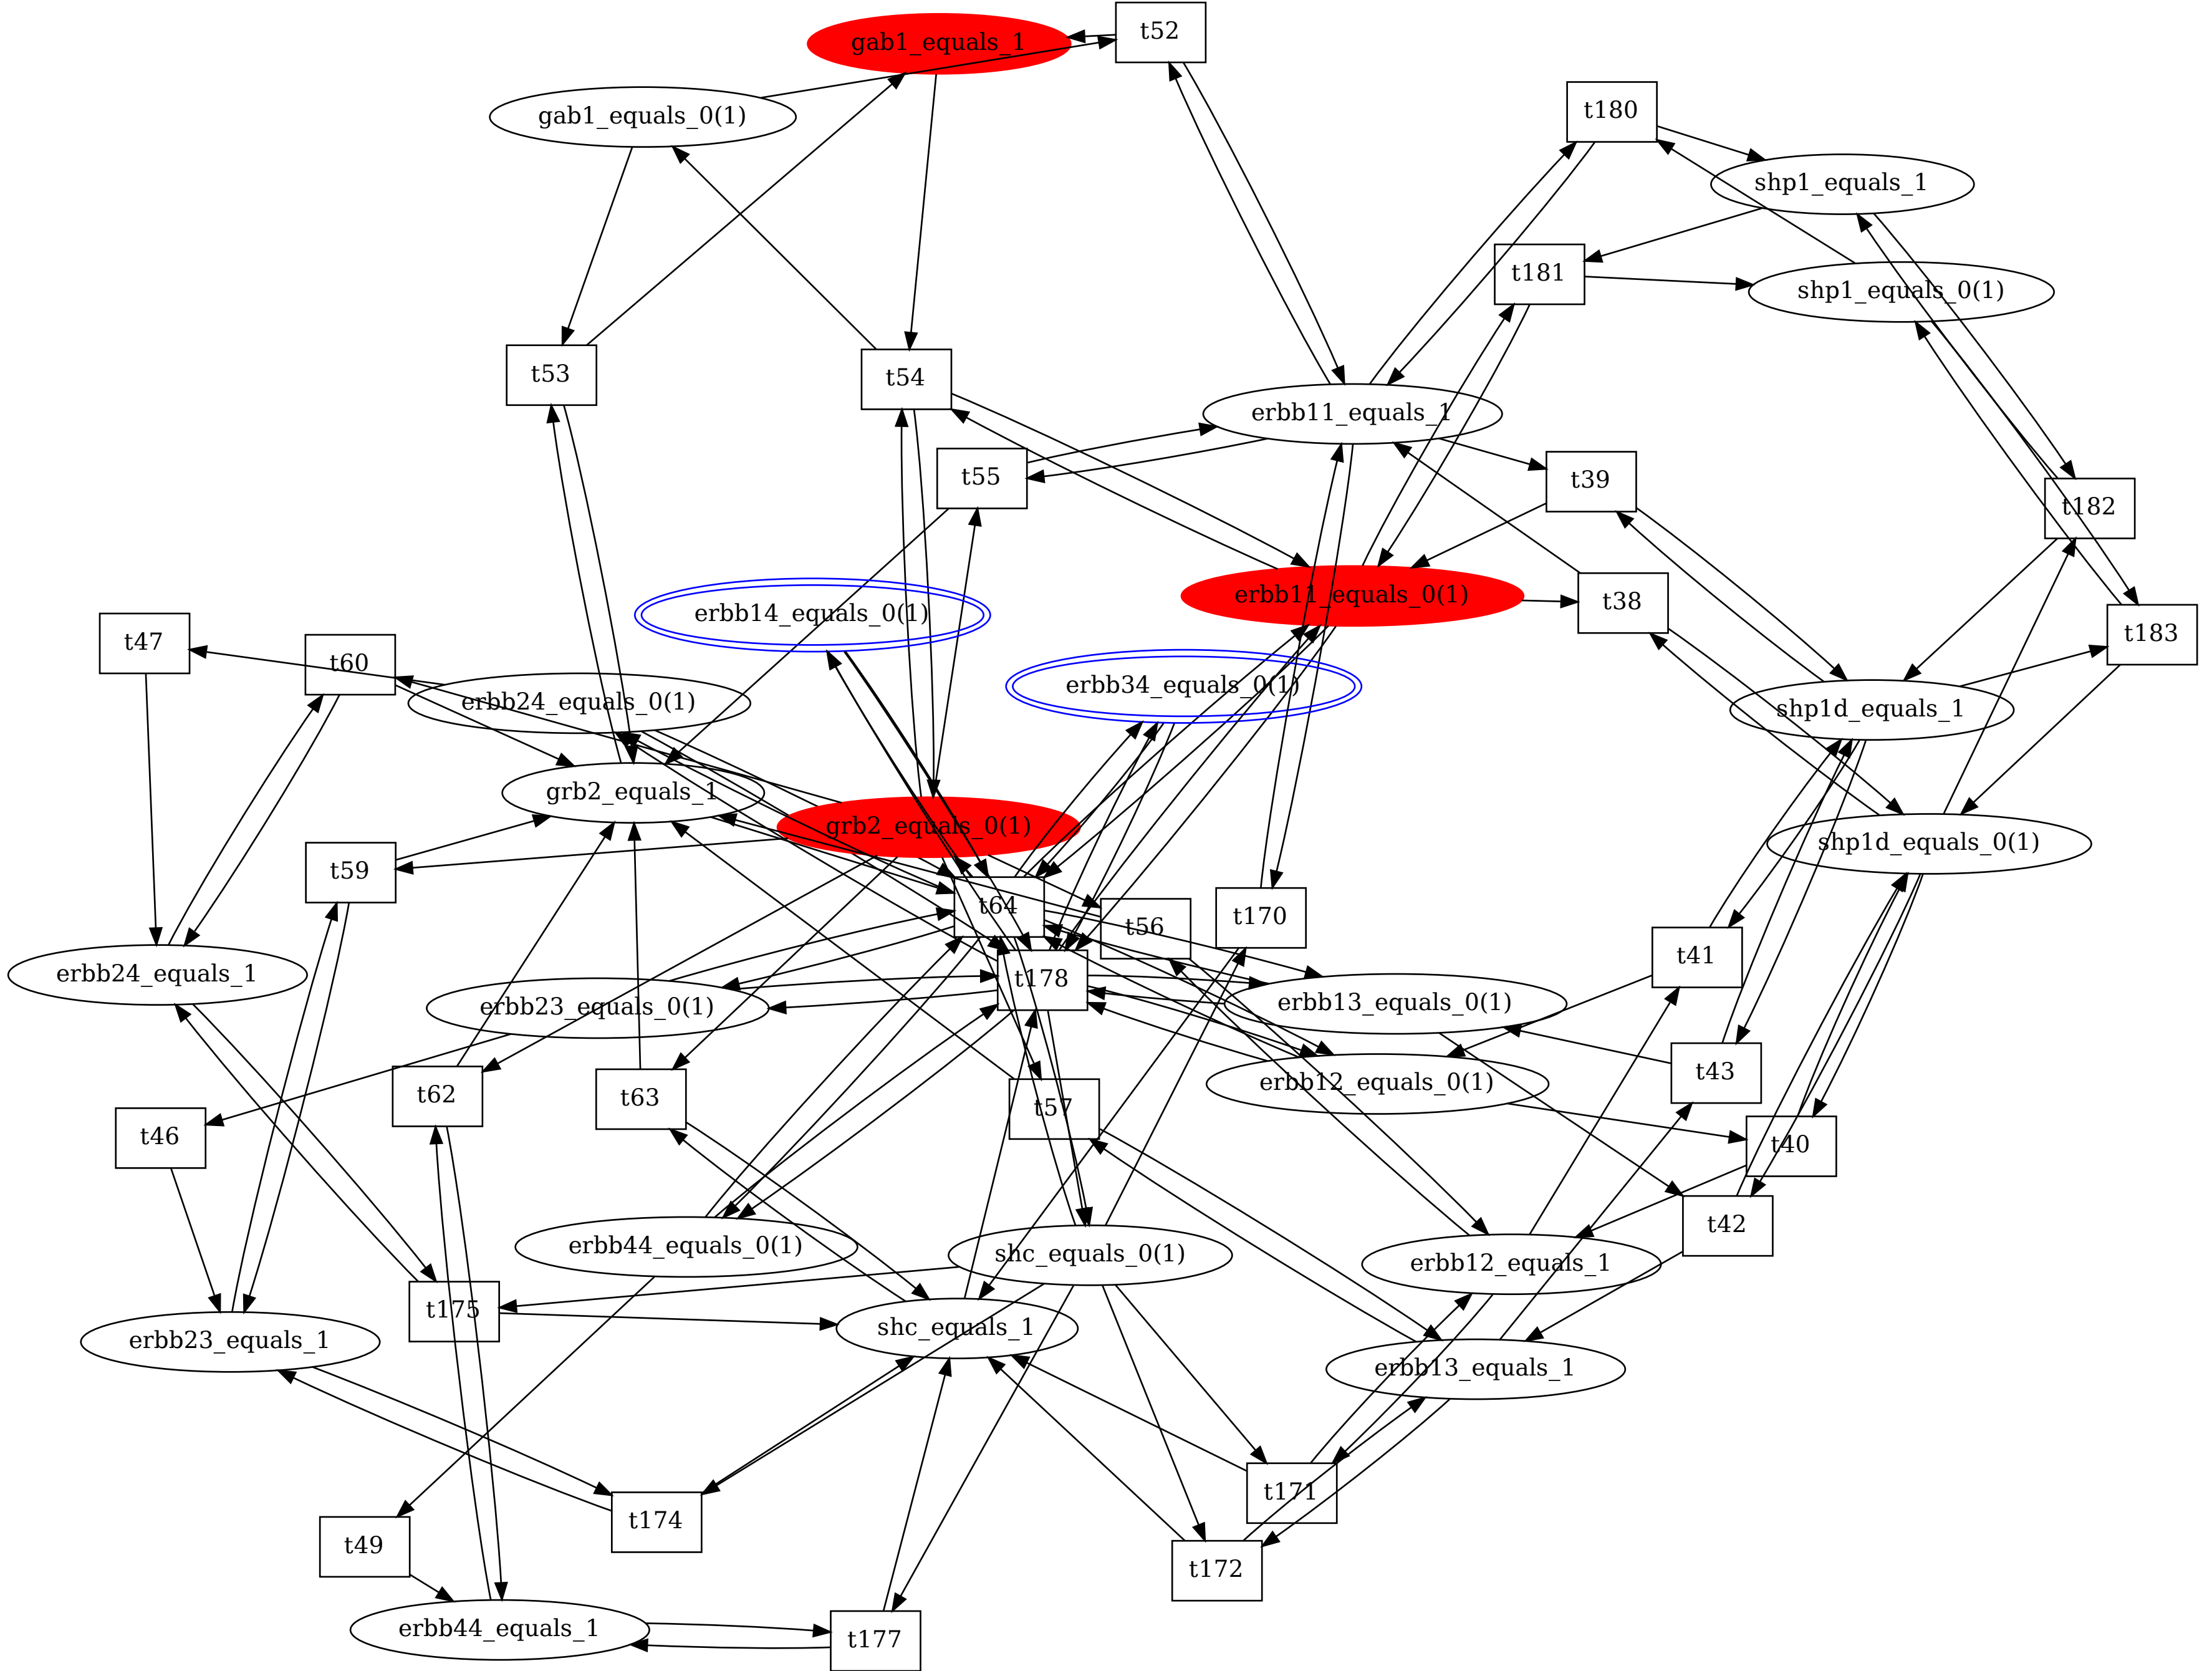 t52
gab1_equals_1
t180
gab1_equals_0(1)
shp1_equals_1
t181
shp1_equals_0(1)
t53
t54
erbb11_equals_1
t55
t39
t182
erbb11_equals_0(1)
t38
erbb14_equals_0(1)
t183
t47
t60
erbb34_equals_0(1)
erbb24_equals_0(1)
shp1d_equals_1
grb2_equals_1
grb2_equals_0(1)
shp1d_equals_0(1)
t59
t64
t170
t56
t41
erbb24_equals_1
t178
erbb13_equals_0(1)
erbb23_equals_0(1)
t43
erbb12_equals_0(1)
t62
t63
t57
t46
t40
t42
erbb44_equals_0(1)
shc_equals_0(1)
erbb12_equals_1
t175
shc_equals_1
erbb23_equals_1
erbb13_equals_1
t171
t174
t49
t172
erbb44_equals_1
t177